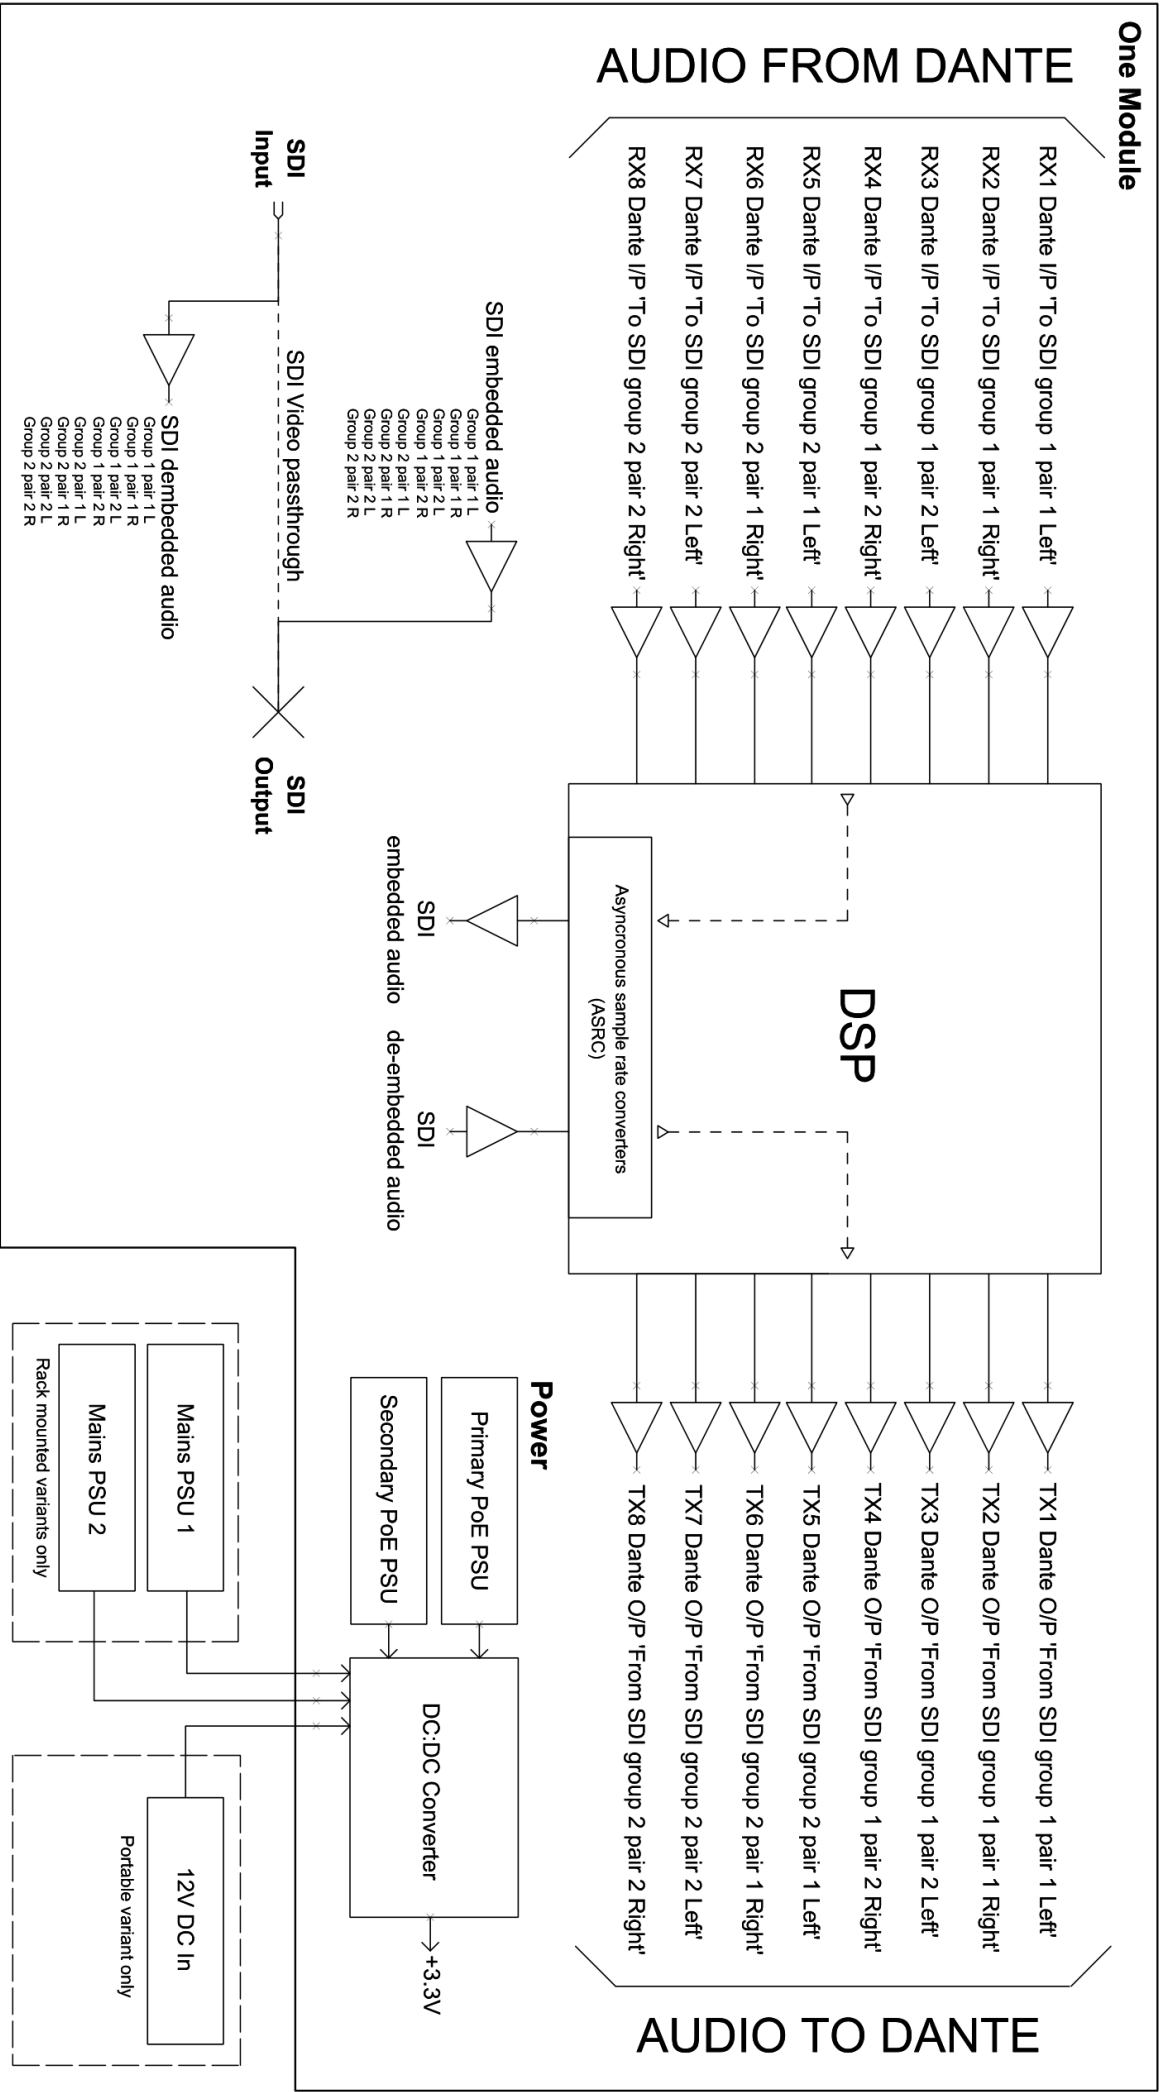 One Module
AUDIO FROM DANTE
RX1 Dante I/P 'To SDI group 1 pair 1 Left'
RX2 Dante I/P 'To SDI group 1 pair 1 Right'
RX3 Dante I/P 'To SDI group 1 pair 2 Left'
RX4 Dante I/P 'To SDI group 1 pair 2 Right'
RX5 Dante I/P 'To SDI group 2 pair 1 Left'
RX6 Dante I/P 'To SDI group 2 pair 1 Right'
RX7 Dante I/P 'To SDI group 2 pair 2 Left'
RX8 Dante I/P 'To SDI group 2 pair 2 Right'
DSP
Asyncronous sample rate converters
(ASRC)
SDI
embedded audio
SDI
de-embedded audio
TX1 Dante O/P 'From SDI group 1 pair 1 Left'
TX2 Dante O/P 'From SDI group 1 pair 1 Right'
TX3 Dante O/P 'From SDI group 1 pair 2 Left'
TX4 Dante O/P 'From SDI group 1 pair 2 Right'
TX5 Dante O/P 'From SDI group 2 pair 1 Left'
TX6 Dante O/P 'From SDI group 2 pair 1 Right'
TX7 Dante O/P 'From SDI group 2 pair 2 Left'
TX8 Dante O/P 'From SDI group 2 pair 2 Right'
AUDIO TO DANTE
SDI embedded audio
Group 1 pair 1 L
Group 1 pair 1 R
Group 1 pair 2 L
Group 1 pair 2 R
Group 2 pair 1 L
Group 2 pair 1 R
Group 2 pair 2 L
Group 2 pair 2 R
SDI
Input
SDI Video passthrough
SDI
Output
SDI dembedded audio
Group 1 pair 1 L
Group 1 pair 1 R
Group 1 pair 2 L
Group 1 pair 2 R
Group 2 pair 1 L
Group 2 pair 1 R
Group 2 pair 2 L
Group 2 pair 2 R
Power
Primary PoE PSU
Secondary PoE PSU
DC:DC Converter
+3.3V
Mains PSU 1
Mains PSU 2
Rack mounted variants only
12V DC In
Portable variant only